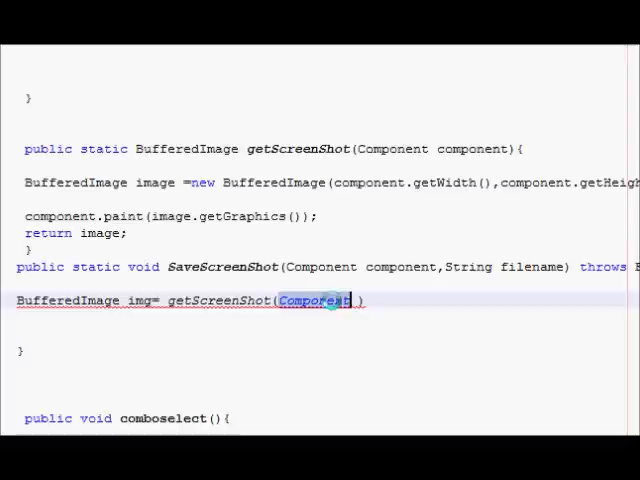 }
public static BufferedImage getScreenShot(Component component){
BufferedImage image =new BufferedImage(component.getWidth(),component.getHeigh
component.paint(image.getGraphics());
return image;
}
public static void SaveScreenShot(Component component,String filename) throws E
BufferedImage img= getScreenShot(Component )
}
public void comboselect(){